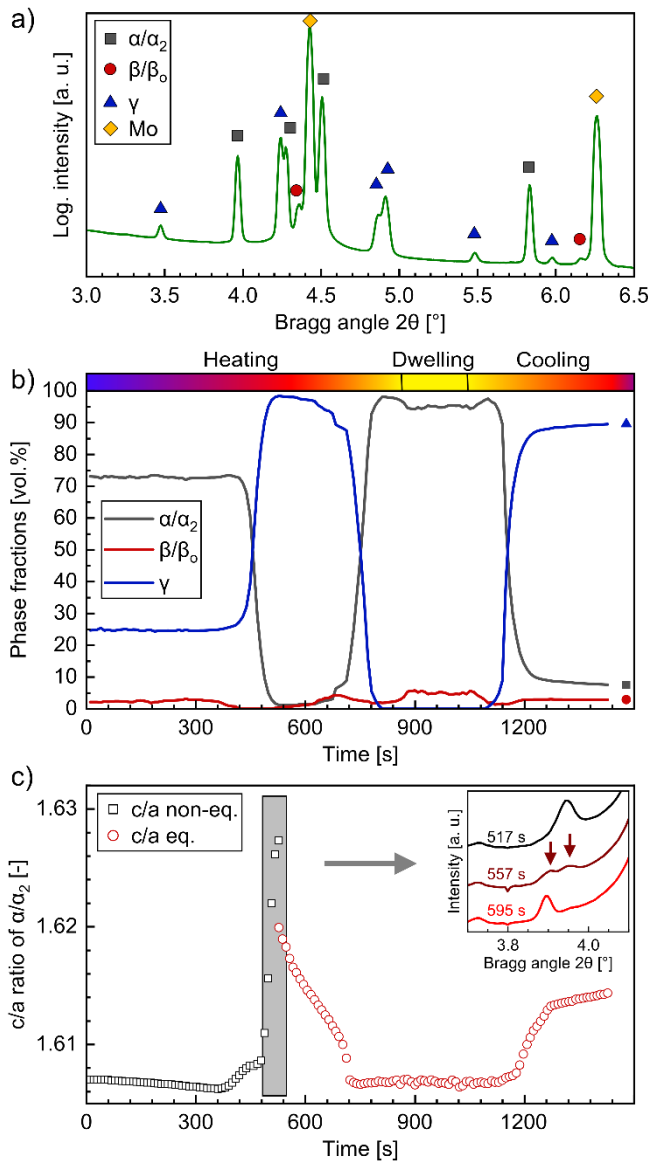 a)
α/α₂
β/βₒ
γ
Mo
Log. intensity [a. u.]
3.0 3.5 4.0 4.5 5.0 5.5 6.0 6.5
Bragg angle 2θ [°]
b)
Heating Dwelling Cooling
100
90
80
70
60
50
40
30
20
10
0
Phase fractions [vol.%]
α/α₂
β/βₒ
γ
0 300 600 900 1200
Time [s]
c)
1.63
1.62
1.61
c/a ratio of α/α₂ [-]
c/a non-eq.
c/a eq.
Intensity [a. u.]
517 s
557 s
595 s
3.8 4.0
Bragg angle 2θ [°]
0 300 600 900 1200
Time [s]